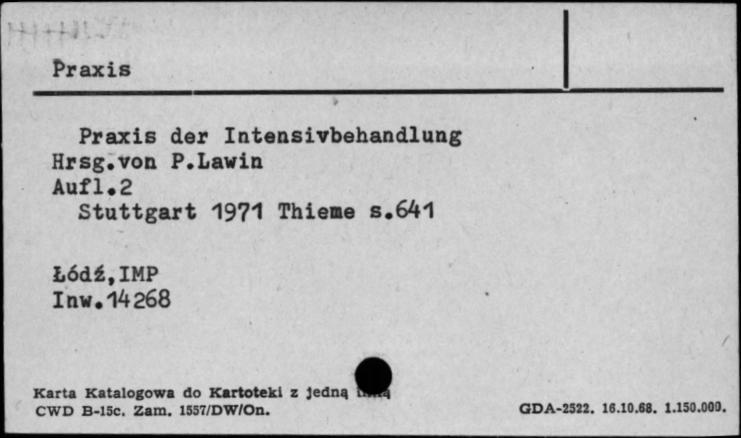 Praxis
Praxis der Intensivbehandlung
Hrsg.von P.Lawin
Aufl.2
Stuttgart 1971 Thieme s.641
Łódź,IMP
Inw.14268
Karta Katalogowa do Kartoteki z jedną
CWD B-15c. Zam. 1557/DW/On.
GDA-2522. 16.10.68. 1.150.000.